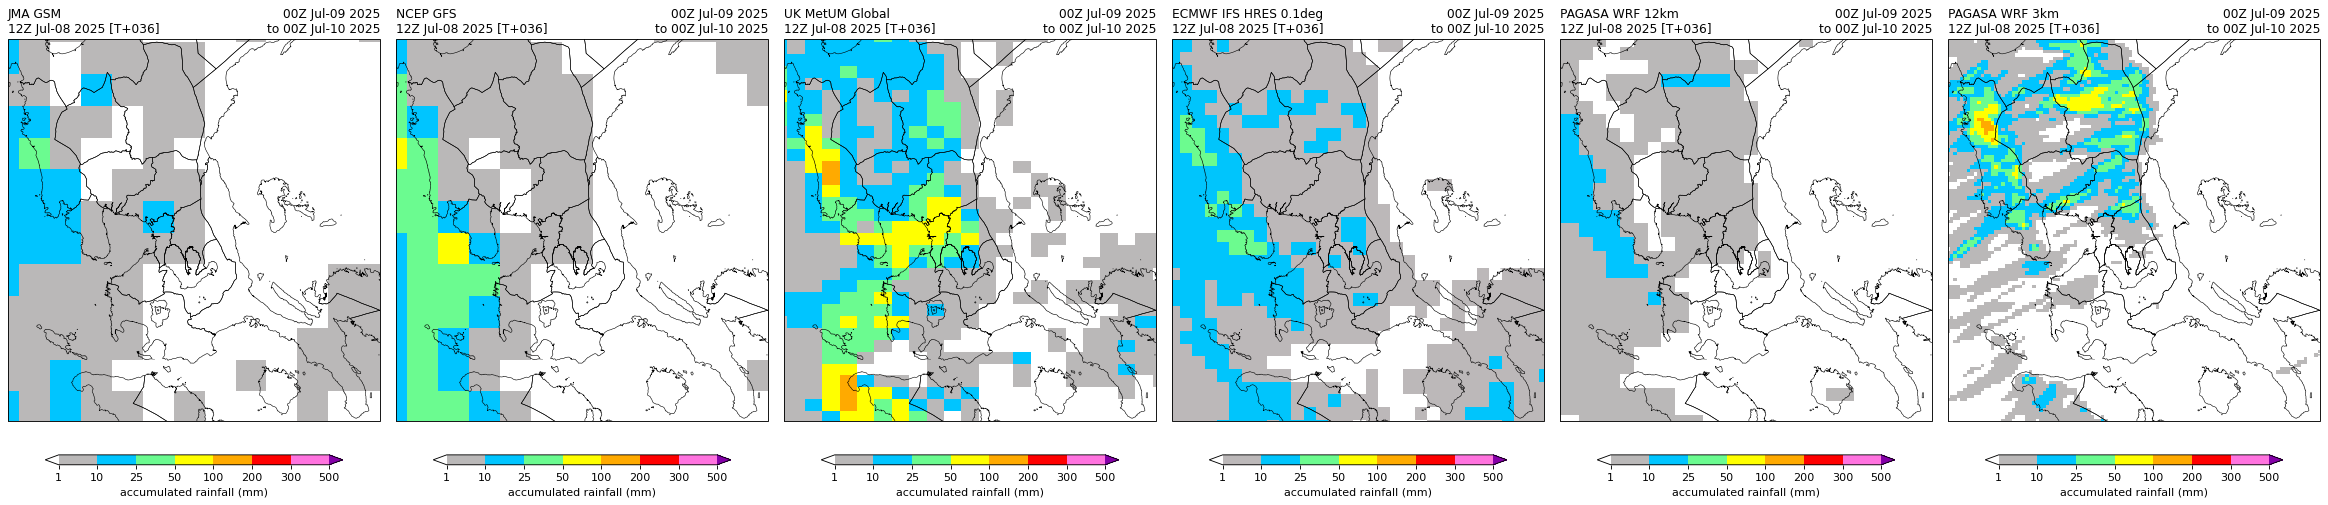 JMA GSM 00Z Jul-09 2025
12Z Jul-08 2025 [T+036] to 00Z Jul-10 2025
1 10 25 50 100 200 300 500
accumulated rainfall (mm)
NCEP GFS 00Z Jul-09 2025
12Z Jul-08 2025 [T+036] to 00Z Jul-10 2025
1 10 25 50 100 200 300 500
accumulated rainfall (mm)
UK MetUM Global 00Z Jul-09 2025
12Z Jul-08 2025 [T+036] to 00Z Jul-10 2025
1 10 25 50 100 200 300 500
accumulated rainfall (mm)
ECMWF IFS HRES 0.1deg 00Z Jul-09 2025
12Z Jul-08 2025 [T+036] to 00Z Jul-10 2025
1 10 25 50 100 200 300 500
accumulated rainfall (mm)
PAGASA WRF 12km 00Z Jul-09 2025
12Z Jul-08 2025 [T+036] to 00Z Jul-10 2025
1 10 25 50 100 200 300 500
accumulated rainfall (mm)
PAGASA WRF 3km 00Z Jul-09 2025
12Z Jul-08 2025 [T+036] to 00Z Jul-10 2025
1 10 25 50 100 200 300 500
accumulated rainfall (mm)